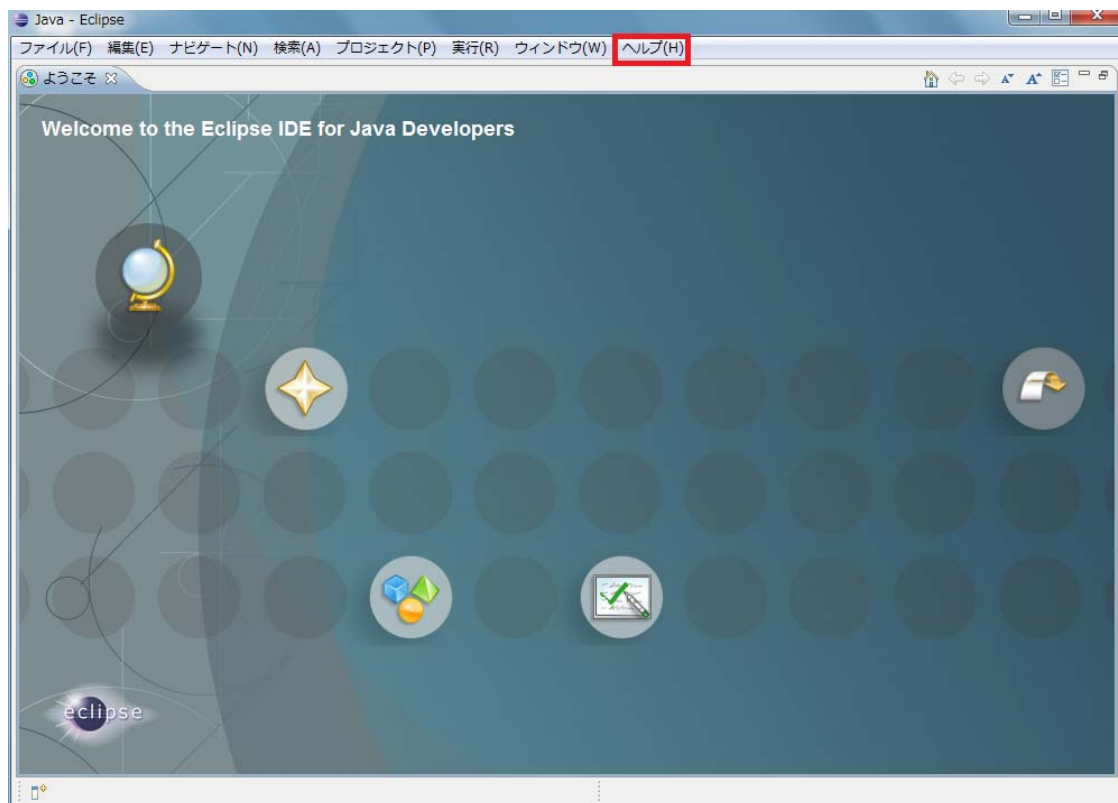 Java - Eclipse
ファイル(F) 編集(E) ナビゲート(N) 検索(A) プロジェクト(P) 実行(R) ウィンドウ(W) ヘルプ(H)
ようこそ
Welcome to the Eclipse IDE for Java Developers
eclipse